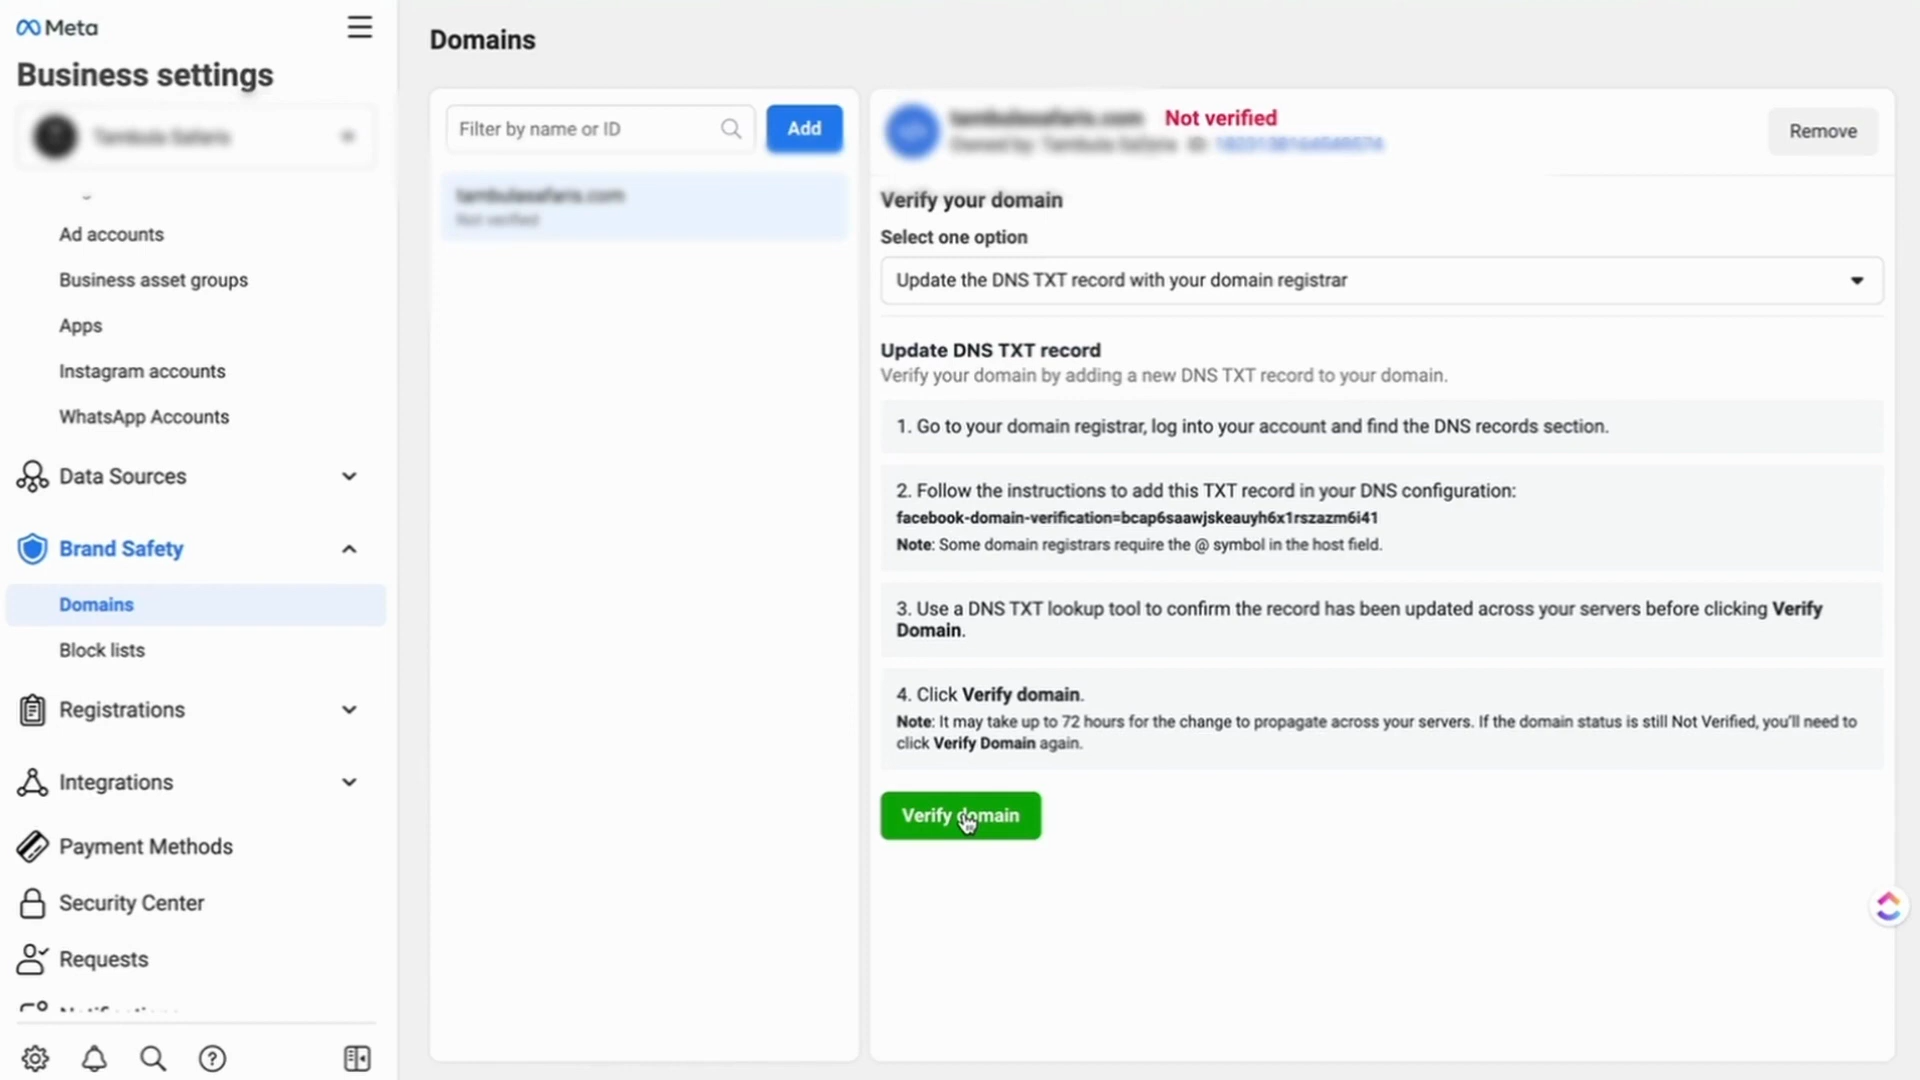 Meta
Business settings
Ad accounts
Business asset groups
Apps
Instagram accounts
WhatsApp Accounts
Data Sources
Brand Safety
Domains
Block lists
Registrations
Integrations
Payment Methods
Security Center
Requests
Domains
Filter by name or ID
Add
Not verified
Not verified
Remove
Verify your domain
Select one option
Update the DNS TXT record with your domain registrar
Update DNS TXT record
Verify your domain by adding a new DNS TXT record to your domain.
1. Go to your domain registrar, log into your account and find the DNS records section.
2. Follow the instructions to add this TXT record in your DNS configuration:
facebook-domain-verification=bcap6saawjskeauyh6x1rszazm6i41
Note: Some domain registrars require the @ symbol in the host field.
3. Use a DNS TXT lookup tool to confirm the record has been updated across your servers before clicking Verify
Domain.
4. Click Verify domain.
Note: It may take up to 72 hours for the change to propagate across your servers. If the domain status is still Not Verified, you'll need to
click Verify Domain again.
Verify domain